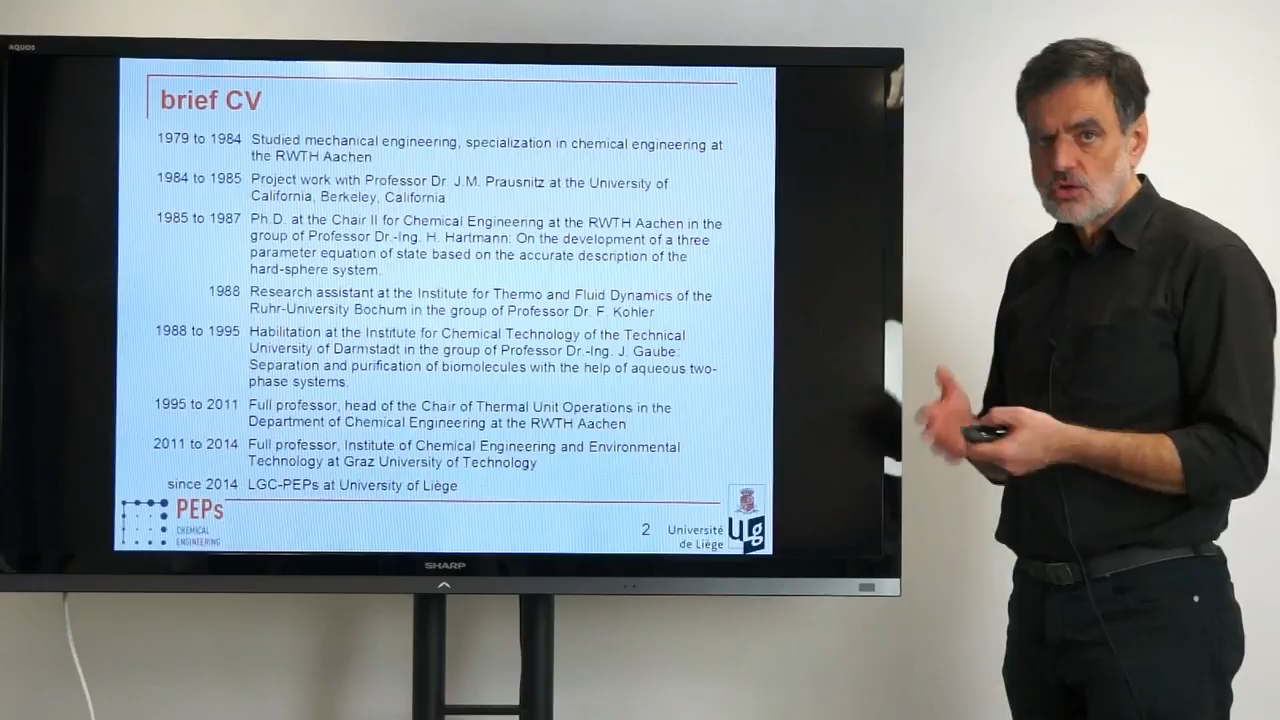 AQUOS
brief CV
1979 to 1984 Studied mechanical engineering, specialization in chemical engineering at
the RWTH Aachen
1984 to 1985 Project work with Professor Dr. J.M. Prausnitz at the University of
California, Berkeley, California
1985 to 1987 Ph.D. at the Chair II for Chemical Engineering at the RWTH Aachen in the
group of Professor Dr.-Ing. H. Hartmann: On the development of a three
parameter equation of state based on the accurate description of the
hard-sphere system.
1988 Research assistant at the Institute for Thermo and Fluid Dynamics of the
Ruhr-University Bochum in the group of Professor Dr. F. Kohler
1988 to 1995 Habilitation at the Institute for Chemical Technology of the Technical
University of Darmstadt in the group of Professor Dr.-Ing. J. Gaube:
Separation and purification of biomolecules with the help of aqueous two-
phase systems.
1995 to 2011 Full professor, head of the Chair of Thermal Unit Operations in the
Department of Chemical Engineering at the RWTH Aachen
2011 to 2014 Full professor, Institute of Chemical Engineering and Environmental
Technology at Graz University of Technology
since 2014 LGC-PEPs at University of Liège
PEPs
CHEMICAL
ENGINEERING
2
Université
de Liège
ulg
SHARP